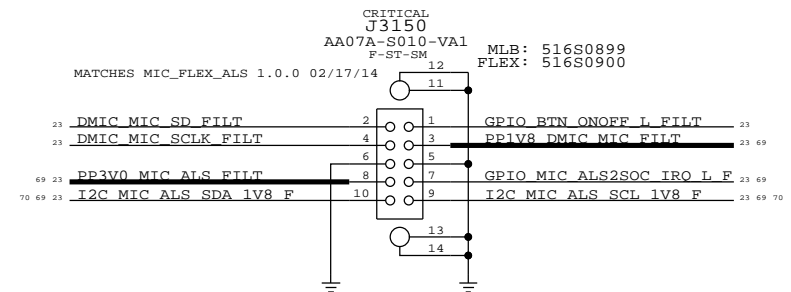 CRITICAL
J3150
AA07A-S010-VA1
F-ST-SM
MLB: 516S0899
FLEX: 516S0900
MATCHES MIC_FLEX_ALS 1.0.0 02/17/14
12
11
23 DMIC_MIC_SD_FILT 2 1 GPIO_BTN_ONOFF_L_FILT 23
23 DMIC_MIC_SCLK_FILT 4 3 PP1V8_DMIC_MIC_FILT 23 69
6 5
69 23 PP3V0_MIC_ALS_FILT 8 7 GPIO_MIC_ALS2SOC_IRQ_L_F 23 69
70 69 23 I2C_MIC_ALS_SDA_1V8_F 10 9 I2C_MIC_ALS_SCL_1V8_F 23 69 70
13
14